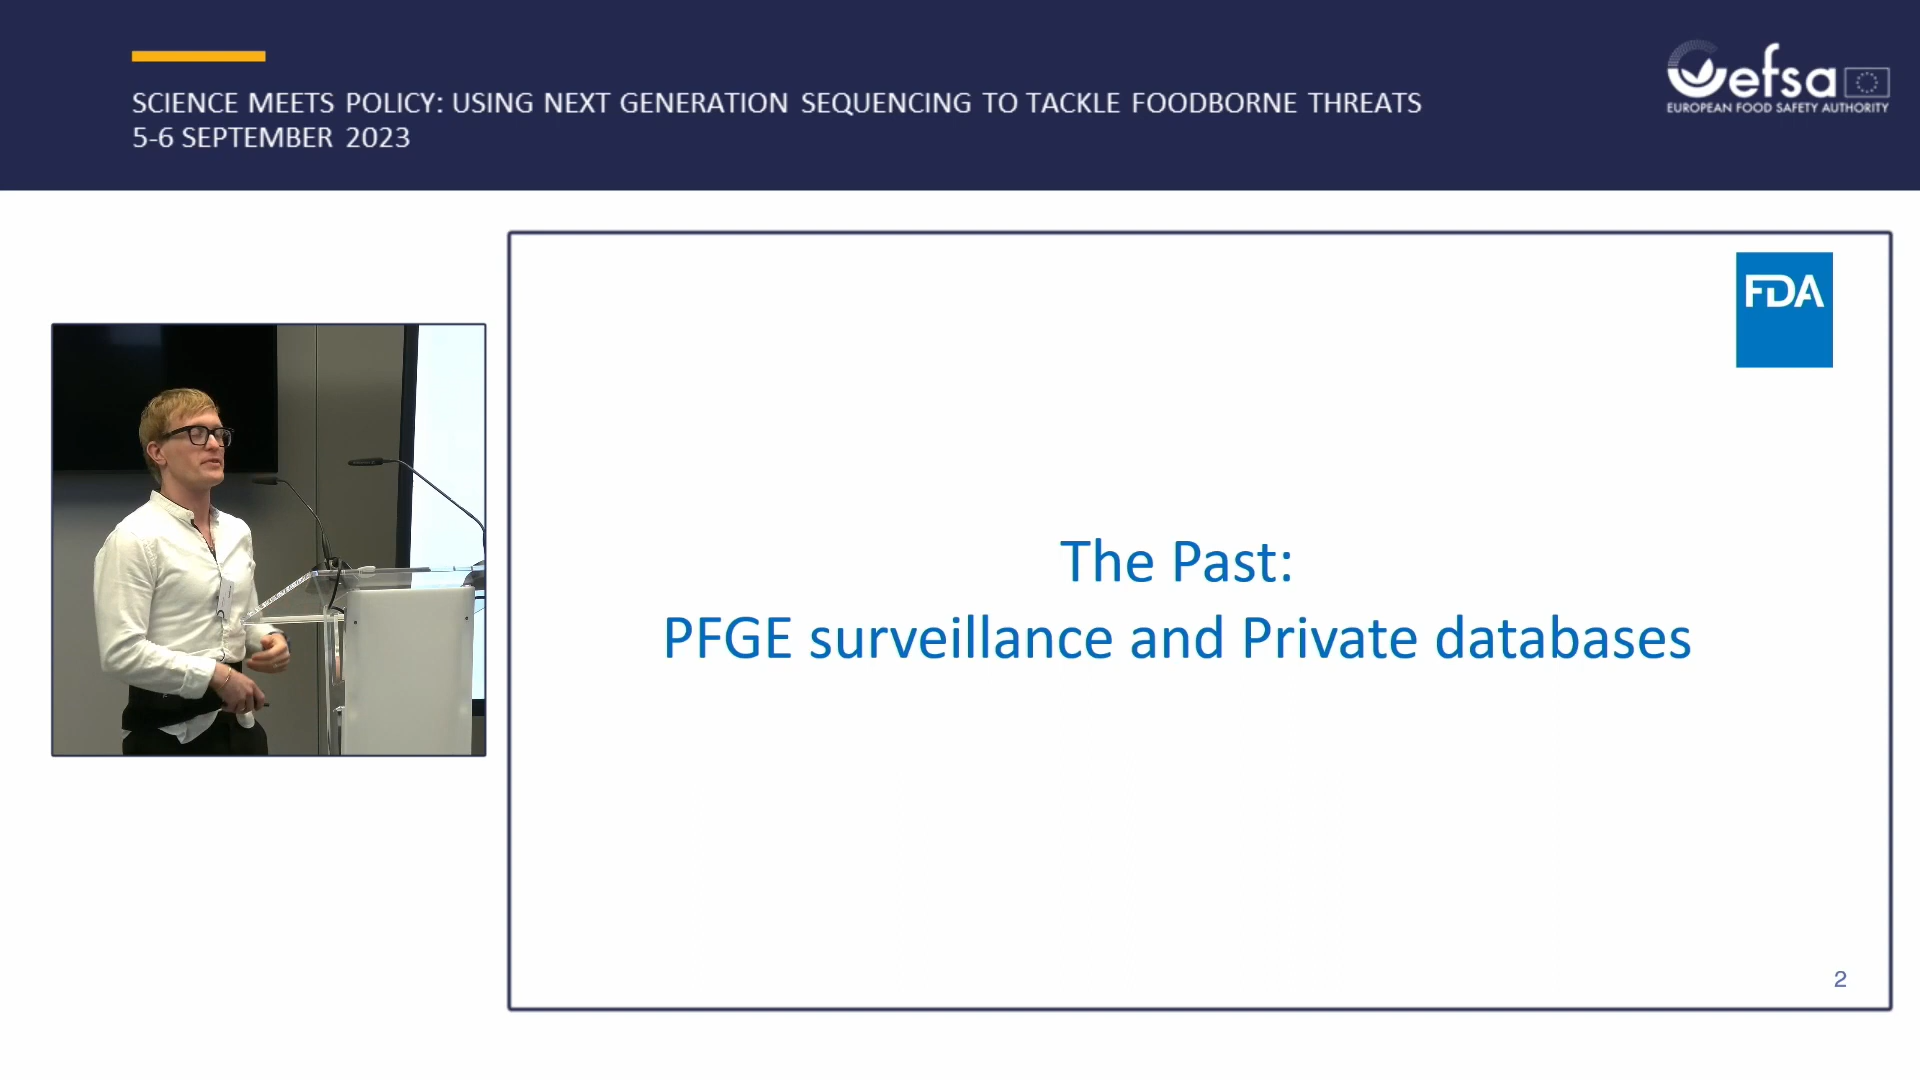 SCIENCE MEETS POLICY: USING NEXT GENERATION SEQUENCING TO TACKLE FOODBORNE THREATS
5-6 SEPTEMBER 2023
efsa
EUROPEAN FOOD SAFETY AUTHORITY
FDA
The Past:
PFGE surveillance and Private databases
2